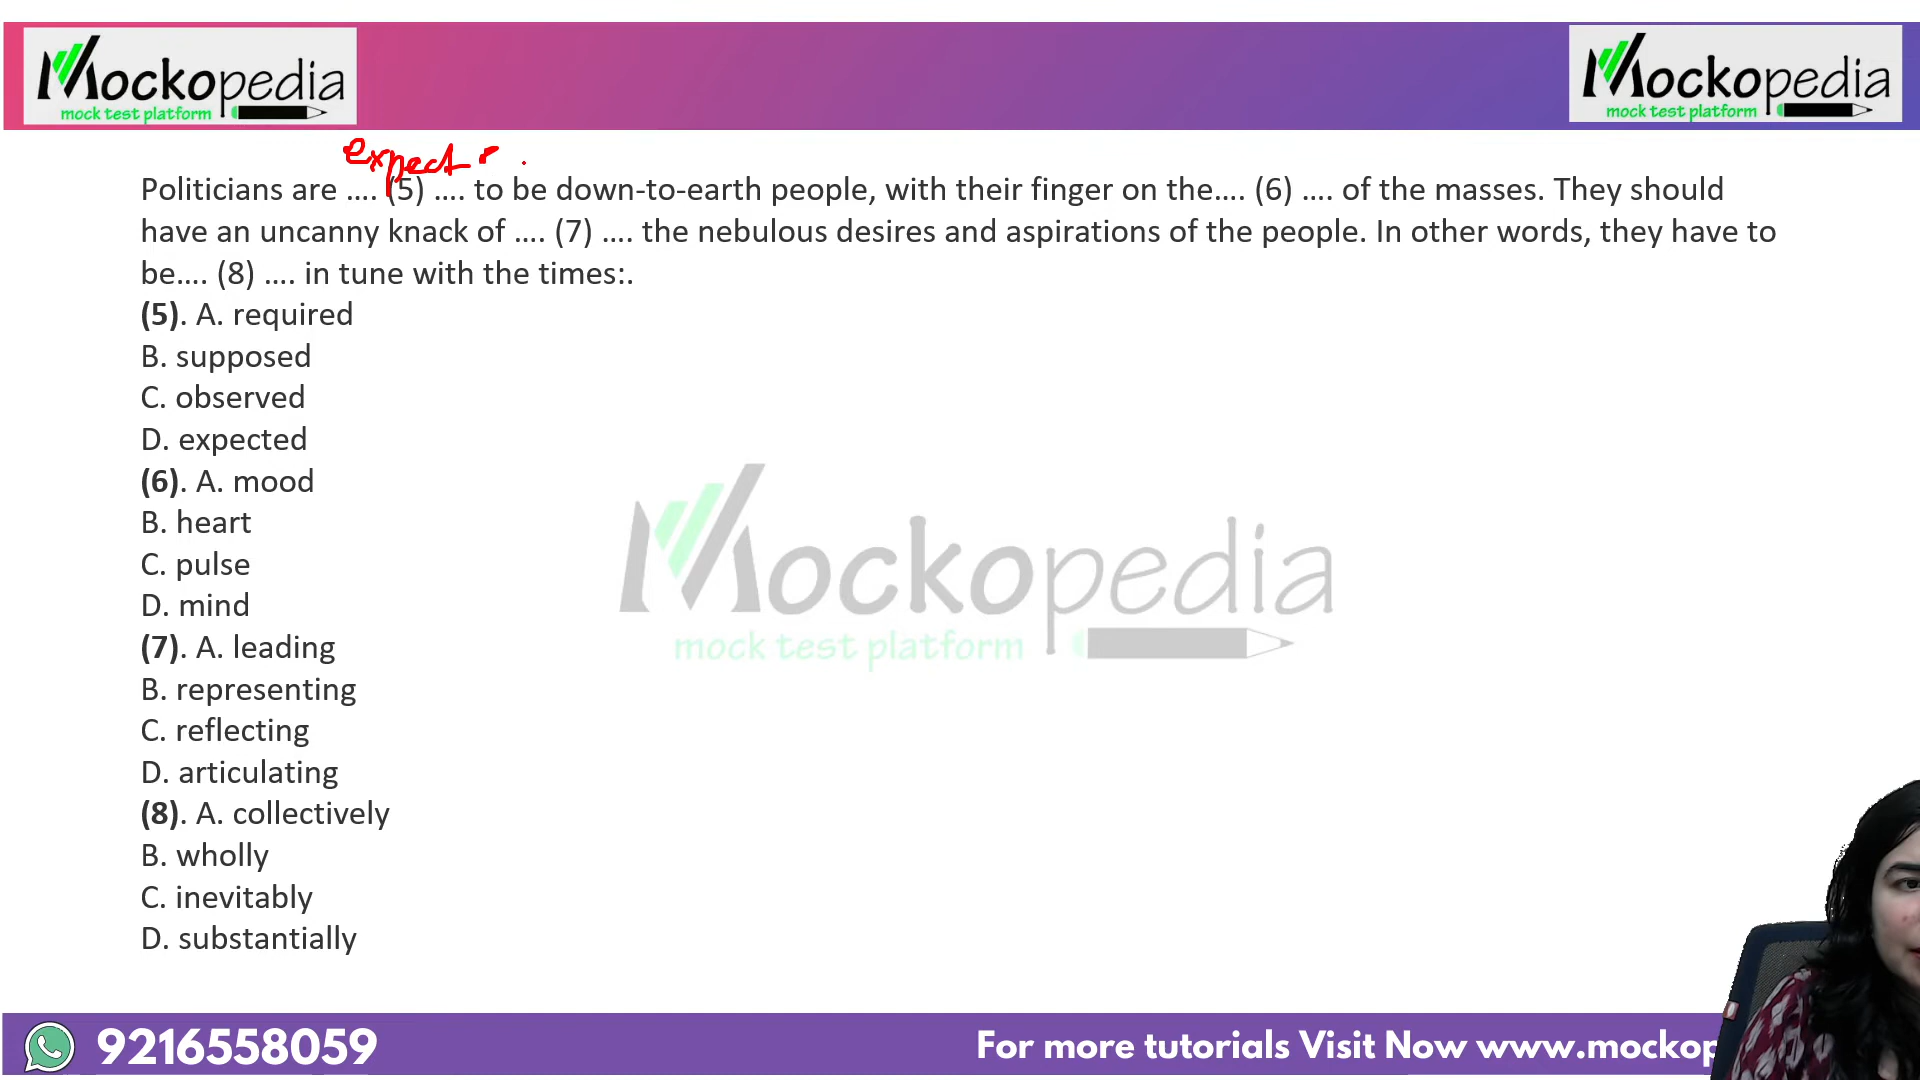 Mockopedia
mock test platform
Mockopedia
mock test platform
expect
Politicians are .... (5) .... to be down-to-earth people, with their finger on the.... (6) .... of the masses. They should
have an uncanny knack of .... (7) .... the nebulous desires and aspirations of the people. In other words, they have to
be.... (8) .... in tune with the times:.
(5). A. required
B. supposed
C. observed
D. expected
(6). A. mood
B. heart
C. pulse
D. mind
(7). A. leading
B. representing
C. reflecting
D. articulating
(8). A. collectively
B. wholly
C. inevitably
D. substantially
Mockopedia
mock test platform
9216558059
For more tutorials Visit Now www.mockop